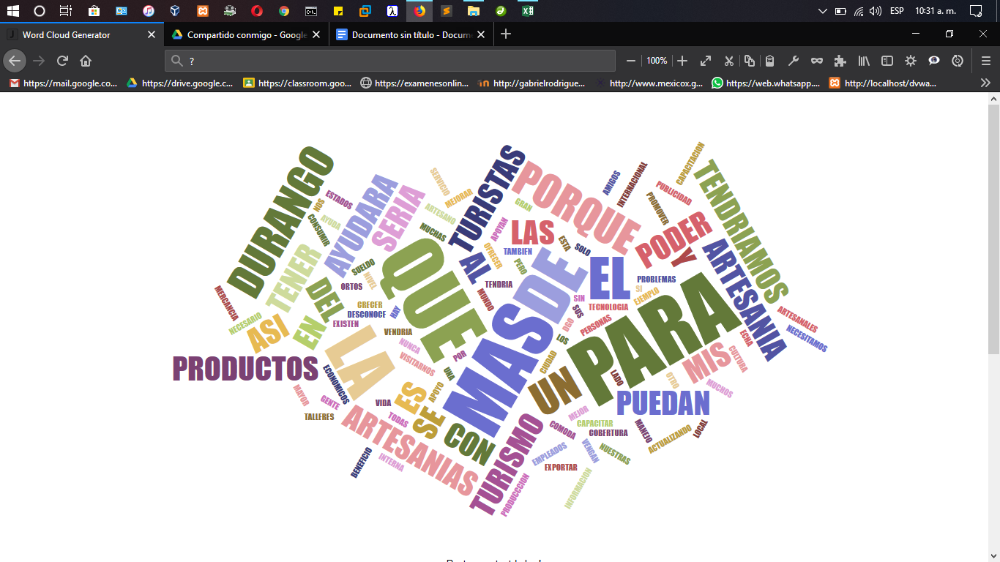 ESP
10:31 a. m.
Word Cloud Generator
Compartido conmigo - Google
Documento sin título - Docum
?
100%
https://mail.google.co...
https://drive.google.c...
https://classroom.goo...
https://examenesonlin...
http://gabrielrodrigue...
http://www.mexicox.g...
https://web.whatsapp....
http://localhost/dvwa...
DURANGO
NOS
ESTADOS
AYUDA
CONSUMIR
AYUDARA
SERIA
SERVICIO
MEJORAR
ARTESANO
MUCHAS
TURISTAS
APOYAN
GRAN
PORQUE
AMIGOS
INTERNACIONAL
PUBLICIDAD
CAPACITACION
PROMOVER
TENDRIAMOS
LAS
TAMBIEN
ESTA
SOLO
OFRECER
PERO
AL
TENDRIA
MUNDO
PODER
Y
ARTESANIA
TENER
DEL
SUELDO
NIVEL
ORTOS
CRECER
DESCONOCE
HAY
EXISTEN
VENDRIA
QUE
MAS
DE
EL
SIN
SUS
TECNOLOGIA
PROBLEMAS
SI
EJEMPLO
DGO
PERSONAS
LOS
PARA
MERCANCIA
NECESARIO
ASI
EN
LA
NUNCA
VISITARNOS
POR
UNA
CIUDAD
UN
LADO
OTRO
MIS
ECHA
CULTURA
MUCHOS
ARTESANALES
NECESITAMOS
PRODUCTOS
ECONOMICOS
MAYOR
GENTE
TALLERES
VIDA
TODAS
ES
APOYO
SE
CON
PUEDAN
MEJOR
CAPACITAR
COMODA
COBERTURA
MANEJO
ACTUALIZANDO
LOCAL
ARTESANIAS
TURISMO
EMPLEADOS
VENGAN
NUESTRAS
EXPORTAR
BENEFICIO
INTERNA
PRODUCCCION
INFORMACION